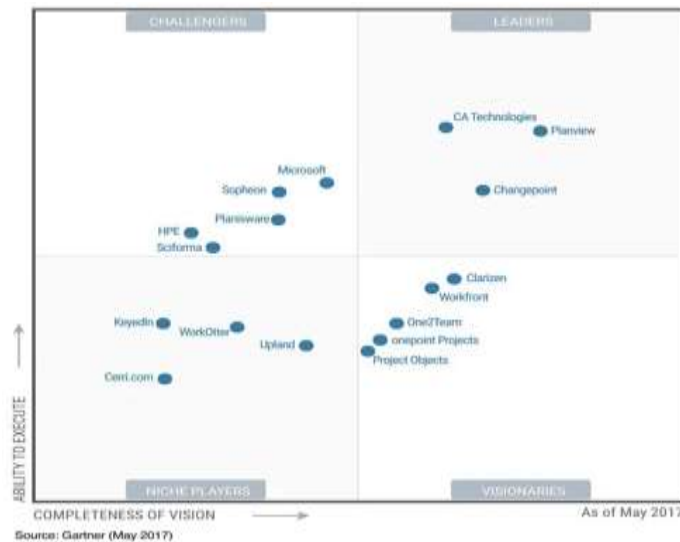 CHALLENGERS
LEADERS
CA Technologies
Planview
Microsoft
Sopheon
Changepoint
Planisware
HPE
Sciforma
Clarizen
Workfront
KeyedIn
WorkOtter
One2Team
Upland
onepoint Projects
Project Objects
Cerri.com
ABILITY TO EXECUTE
NICHE PLAYERS
VISIONARIES
COMPLETENESS OF VISION
As of May 2017
Source: Gartner (May 2017)